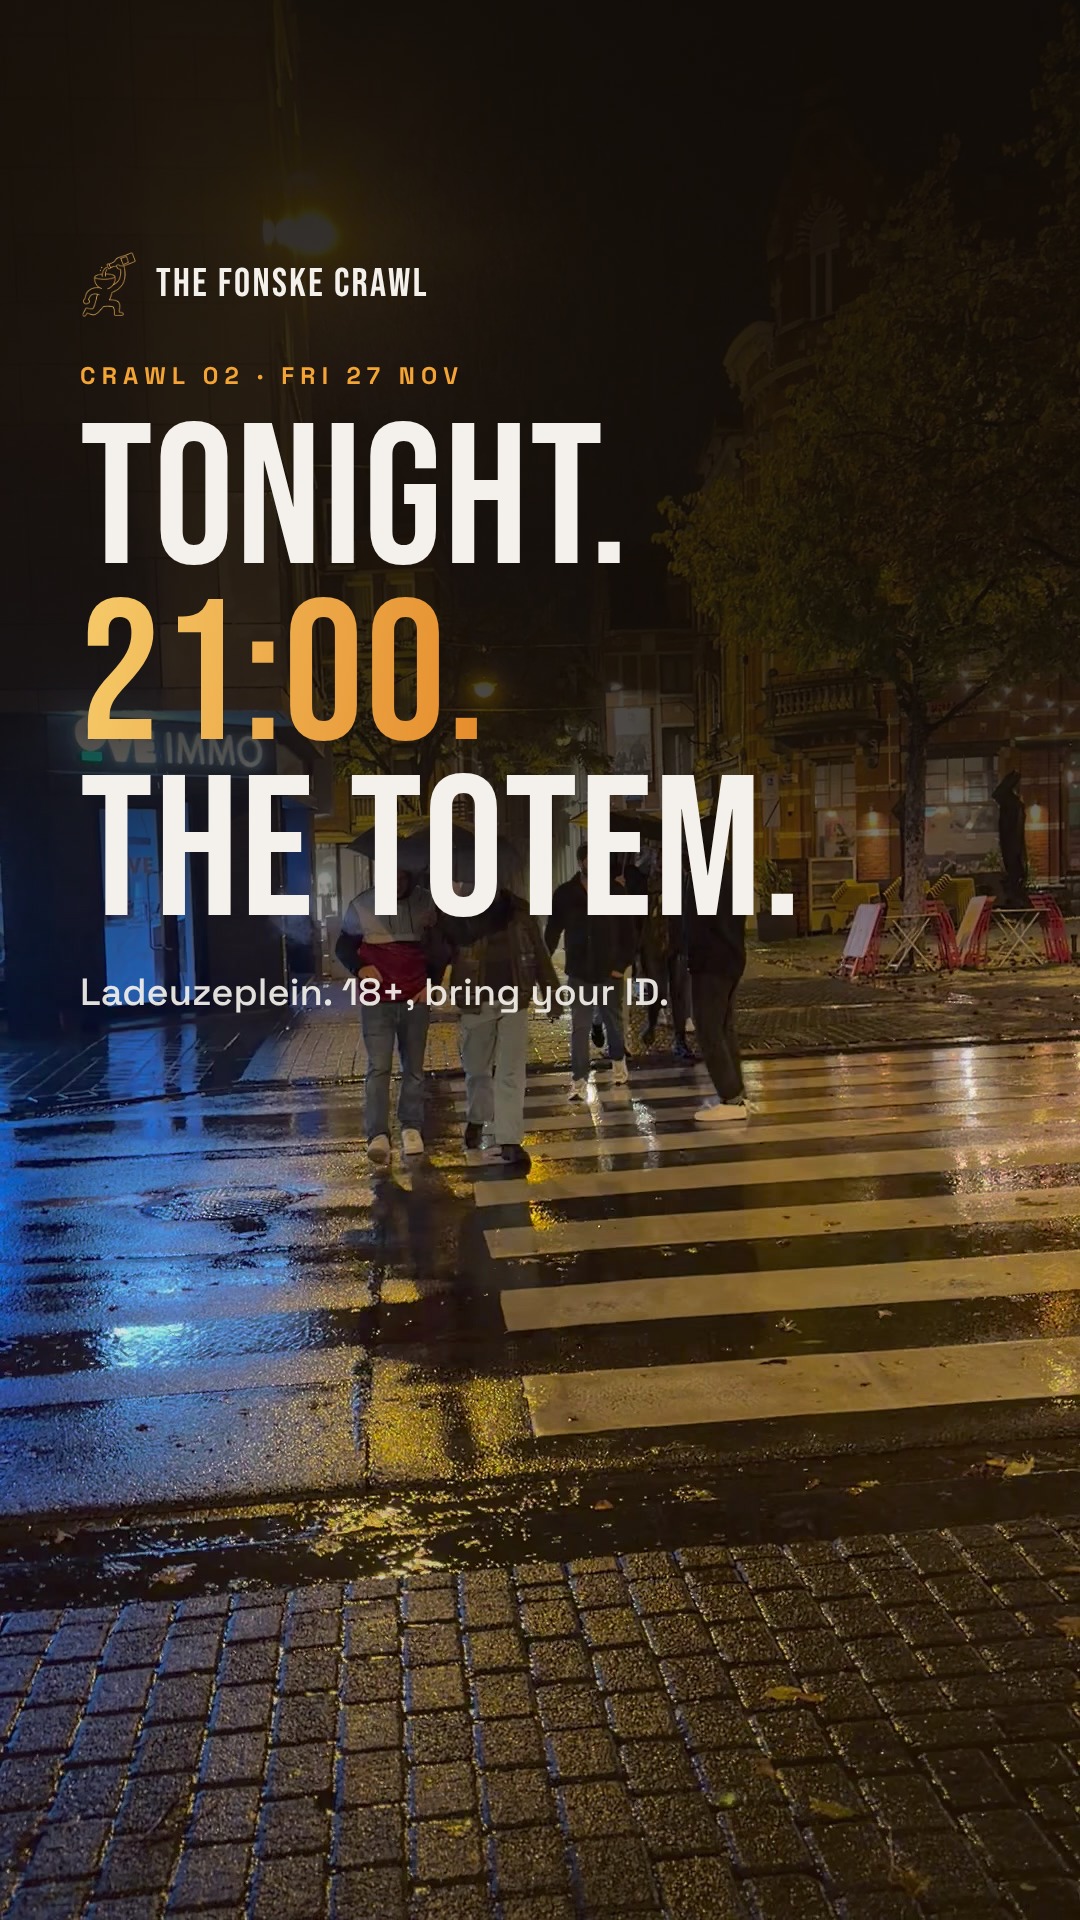 THE FONSKE CRAWL
CRAWL 02 · FRI 27 NOV
TONIGHT.
21:00.
IMMO
THE TOTEM.
Ladeuzeplein. 18+, bring your ID.